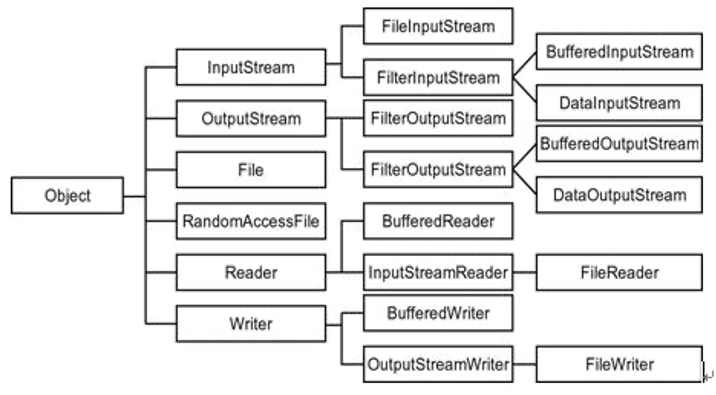 Object
InputStream
OutputStream
File
RandomAccessFile
Reader
Writer
FileInputStream
FilterInputStream
FilterOutputStream
FilterOutputStream
BufferedReader
InputStreamReader
BufferedWriter
OutputStreamWriter
BufferedInputStream
DataInputStream
BufferedOutputStream
DataOutputStream
FileReader
FileWriter